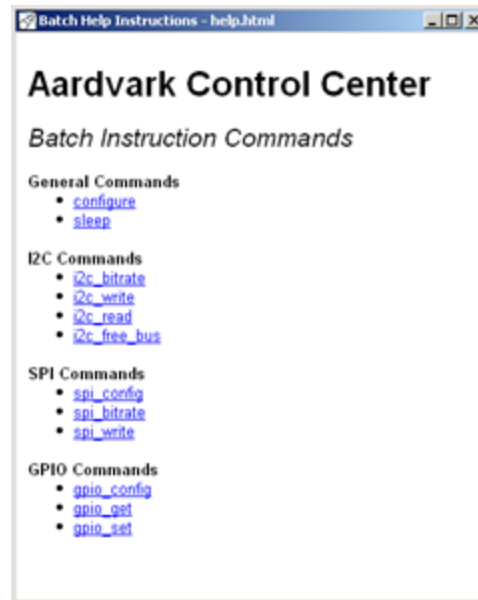 Batch Help Instructions - help.html
Aardvark Control Center
Batch Instruction Commands
General Commands
• configure
• sleep
I2C Commands
• i2c_bitrate
• i2c_write
• i2c_read
• i2c_free_bus
SPI Commands
• spi_config
• spi_bitrate
• spi_write
GPIO Commands
• gpio_config
• gpio_get
• gpio_set